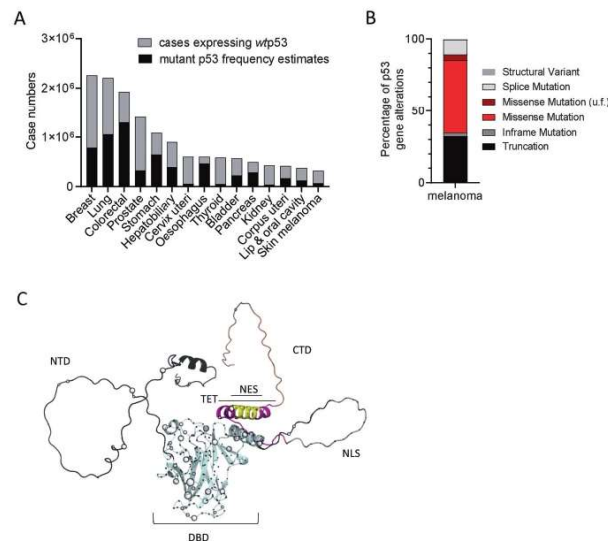 A
cases expressing wtp53
mutant p53 frequency estimates
Case numbers
3×10⁶
2×10⁶
1×10⁶
0
Breast
Lung
Colorectal
Prostate
Stomach
Hepatobiliary
Cervix uteri
Oesophagus
Thyroid
Bladder
Pancreas
Kidney
Corpus uteri
Lip & oral cavity
Skin melanoma
B
Percentage of p53
gene alterations
100
50
0
melanoma
Structural Variant
Splice Mutation
Missense Mutation (u.f.)
Missense Mutation
Inframe Mutation
Truncation
C
NTD
CTD
NES
TET
NLS
DBD